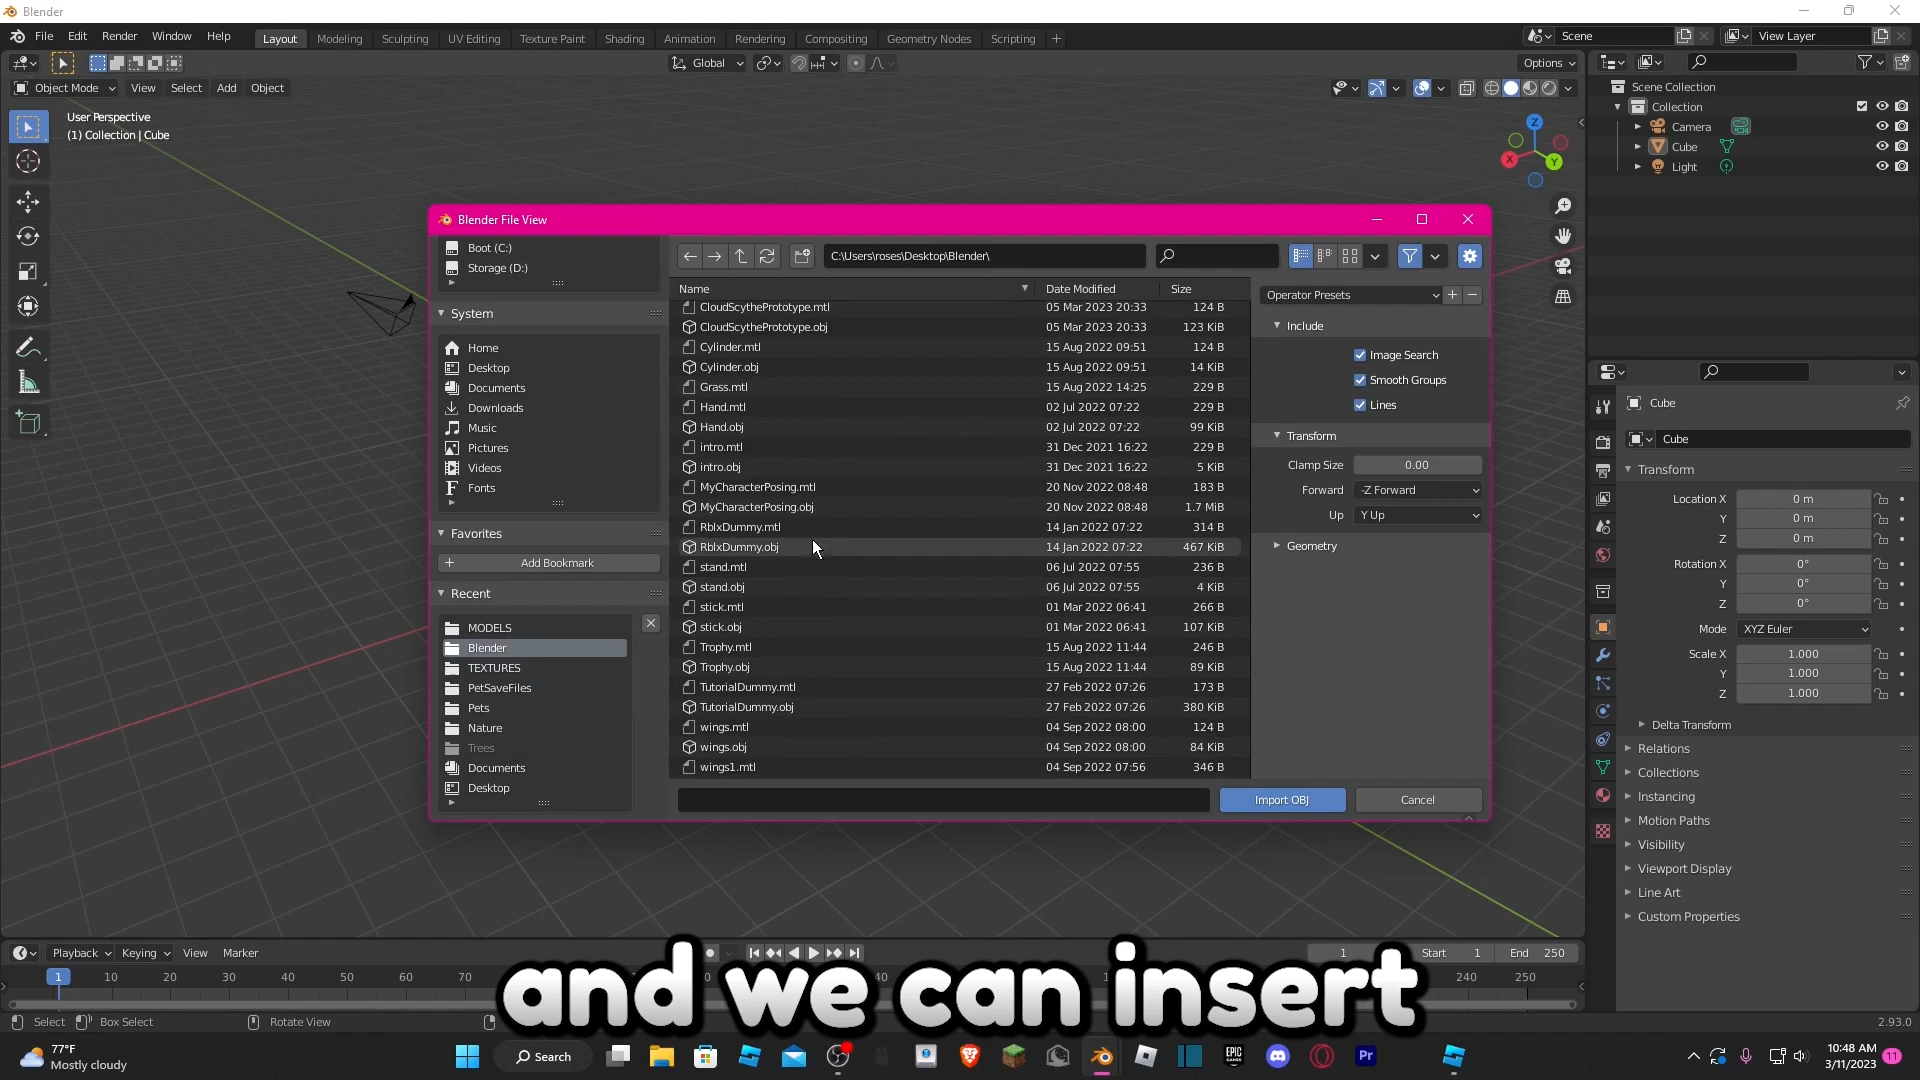 Blender
File Edit Render Window Help Layout Modeling Sculpting UV Editing Texture Paint Shading Animation Rendering Compositing Geometry Nodes Scripting + Scene View Layer
Global Options
Object Mode View Select Add Object
User Perspective
(1) Collection | Cube
Z
X
Y
Scene Collection
Collection
Camera
Cube
Light
Blender File View
Boot (C:)
Storage (D:)
System
Home
Desktop
Documents
Downloads
Music
Pictures
Videos
Fonts
Favorites
+ Add Bookmark
Recent
MODELS
Blender
TEXTURES
PetSaveFiles
Pets
Nature
Trees
Documents
Desktop
C:\Users\roses\Desktop\Blender\
Name Date Modified Size
CloudScythePrototype.mtl 05 Mar 2023 20:33 124 B
CloudScythePrototype.obj 05 Mar 2023 20:33 123 KiB
Cylinder.mtl 15 Aug 2022 09:51 124 B
Cylinder.obj 15 Aug 2022 09:51 14 KiB
Grass.mtl 15 Aug 2022 14:25 229 B
Hand.mtl 02 Jul 2022 07:22 229 B
Hand.obj 02 Jul 2022 07:22 99 KiB
intro.mtl 31 Dec 2021 16:22 229 B
intro.obj 31 Dec 2021 16:22 5 KiB
MyCharacterPosing.mtl 20 Nov 2022 08:48 183 B
MyCharacterPosing.obj 20 Nov 2022 08:48 1.7 MiB
RblxDummy.mtl 14 Jan 2022 07:22 314 B
RblxDummy.obj 14 Jan 2022 07:22 467 KiB
stand.mtl 06 Jul 2022 07:55 236 B
stand.obj 06 Jul 2022 07:55 4 KiB
stick.mtl 01 Mar 2022 06:41 266 B
stick.obj 01 Mar 2022 06:41 107 KiB
Trophy.mtl 15 Aug 2022 11:44 246 B
Trophy.obj 15 Aug 2022 11:44 89 KiB
TutorialDummy.mtl 27 Feb 2022 07:26 173 B
TutorialDummy.obj 27 Feb 2022 07:26 380 KiB
wings.mtl 04 Sep 2022 08:00 124 B
wings.obj 04 Sep 2022 08:00 84 KiB
wings1.mtl 04 Sep 2022 07:56 346 B
Operator Presets + −
Include
Image Search
Smooth Groups
Lines
Transform
Clamp Size 0.00
Forward -Z Forward
Up Y Up
Geometry
Import OBJ Cancel
Cube
Cube
Transform
Location X 0 m
Y 0 m
Z 0 m
Rotation X 0°
Y 0°
Z 0°
Mode XYZ Euler
Scale X 1.000
Y 1.000
Z 1.000
Delta Transform
Relations
Collections
Instancing
Motion Paths
Visibility
Viewport Display
Line Art
Custom Properties
Playback Keying View Marker 1 Start 1 End 250
1 10 20 30 40 50 60 70 240 250
and we can insert
Select Box Select Rotate View 2.93.0
77°F
Mostly cloudy
Search
EPIC
GAMES
Pr
10:48 AM
3/11/2023
11